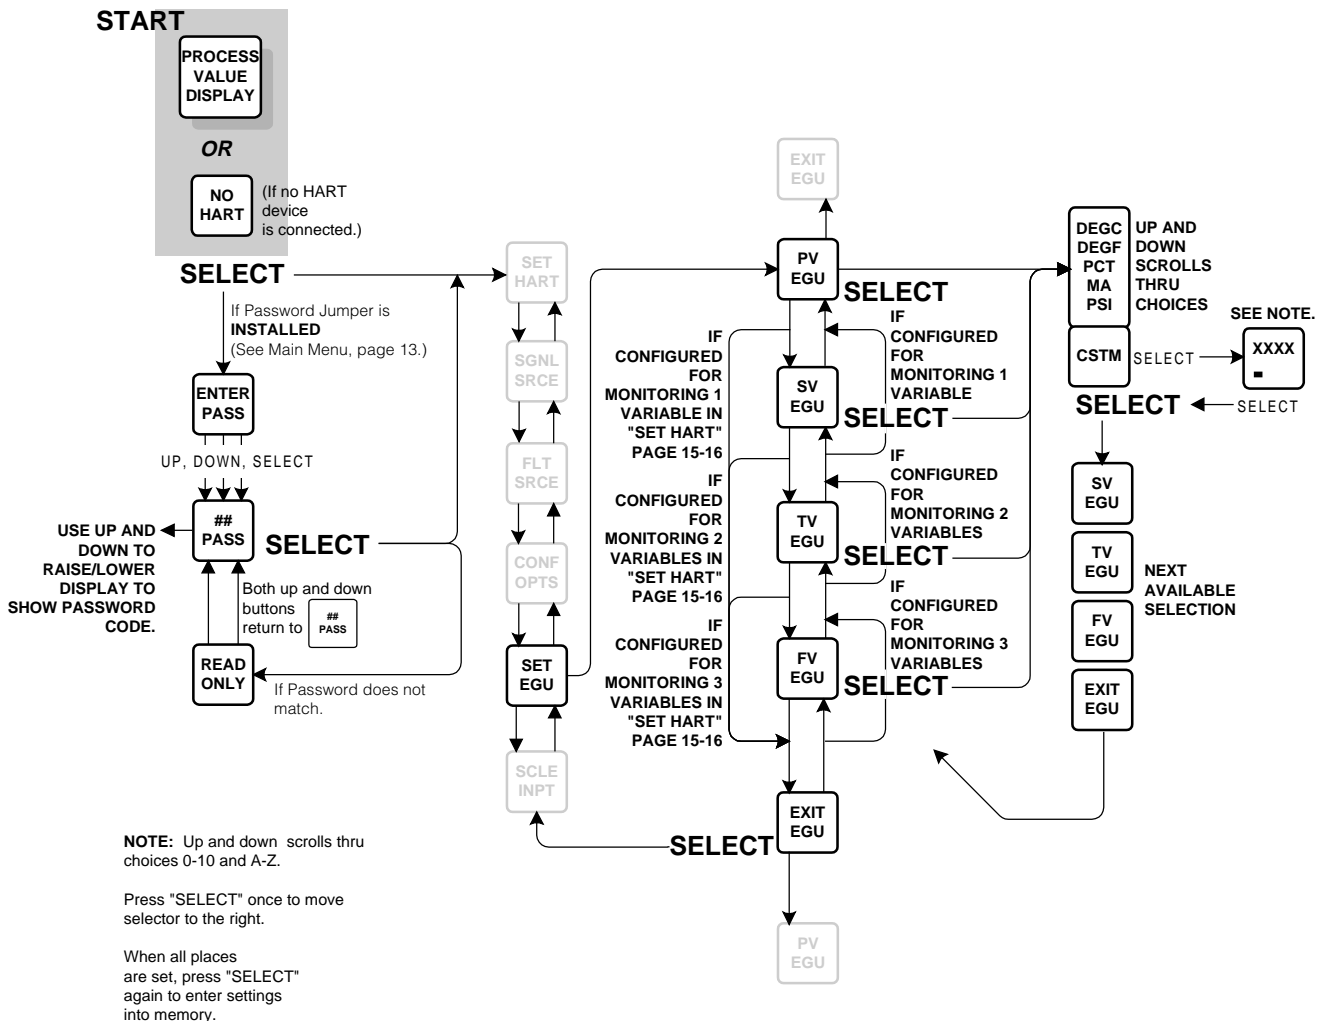 START
PROCESS
VALUE
DISPLAY
OR
NO
HART
(If no HART
device
is connected.)
SELECT
If Password Jumper is
INSTALLED
(See Main Menu, page 13.)
ENTER
PASS
UP, DOWN, SELECT
##
PASS
SELECT
USE UP AND
DOWN TO
RAISE/LOWER
DISPLAY TO
SHOW PASSWORD
CODE.
Both up and down
buttons
return to
##
PASS
READ
ONLY
If Password does not
match.
SET
HART
SGNL
SRCE
FLT
SRCE
CONF
OPTS
SET
EGU
SCLE
INPT
EXIT
EGU
PV
EGU
SELECT
IF
CONFIGURED
FOR
MONITORING 1
VARIABLE IN
"SET HART"
PAGE 15-16
IF
CONFIGURED
FOR
MONITORING 1
VARIABLE
SV
EGU
SELECT
IF
CONFIGURED
FOR
MONITORING 2
VARIABLES IN
"SET HART"
PAGE 15-16
IF
CONFIGURED
FOR
MONITORING 2
VARIABLES
TV
EGU
SELECT
IF
CONFIGURED
FOR
MONITORING 3
VARIABLES IN
"SET HART"
PAGE 15-16
IF
CONFIGURED
FOR
MONITORING 3
VARIABLES
FV
EGU
SELECT
EXIT
EGU
SELECT
PV
EGU
DEGC
DEGF
PCT
MA
PSI
UP AND
DOWN
SCROLLS
THRU
CHOICES
CSTM
SELECT
SEE NOTE.
XXXX
SELECT
SELECT
SV
EGU
TV
EGU
FV
EGU
EXIT
EGU
NEXT
AVAILABLE
SELECTION
NOTE: Up and down scrolls thru
choices 0-10 and A-Z.
Press "SELECT" once to move
selector to the right.
When all places
are set, press "SELECT"
again to enter settings
into memory.